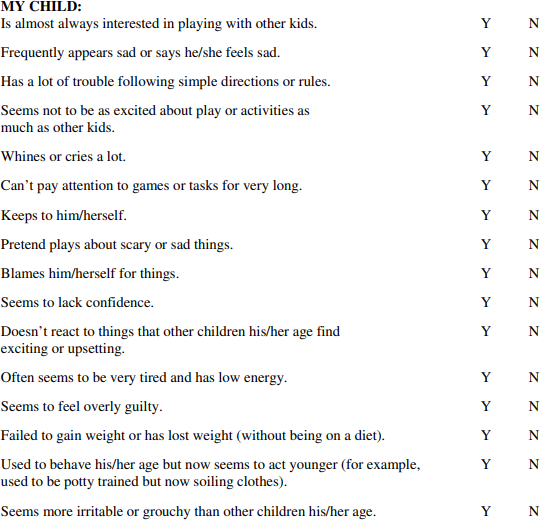 MY CHILD:
Is almost always interested in playing with other kids. Y N
Frequently appears sad or says he/she feels sad. Y N
Has a lot of trouble following simple directions or rules. Y N
Seems not to be as excited about play or activities as Y N
much as other kids.
Whines or cries a lot. Y N
Can’t pay attention to games or tasks for very long. Y N
Keeps to him/herself. Y N
Pretend plays about scary or sad things. Y N
Blames him/herself for things. Y N
Seems to lack confidence. Y N
Doesn’t react to things that other children his/her age find Y N
exciting or upsetting.
Often seems to be very tired and has low energy. Y N
Seems to feel overly guilty. Y N
Failed to gain weight or has lost weight (without being on a diet). Y N
Used to behave his/her age but now seems to act younger (for example, Y N
used to be potty trained but now soiling clothes).
Seems more irritable or grouchy than other children his/her age. Y N